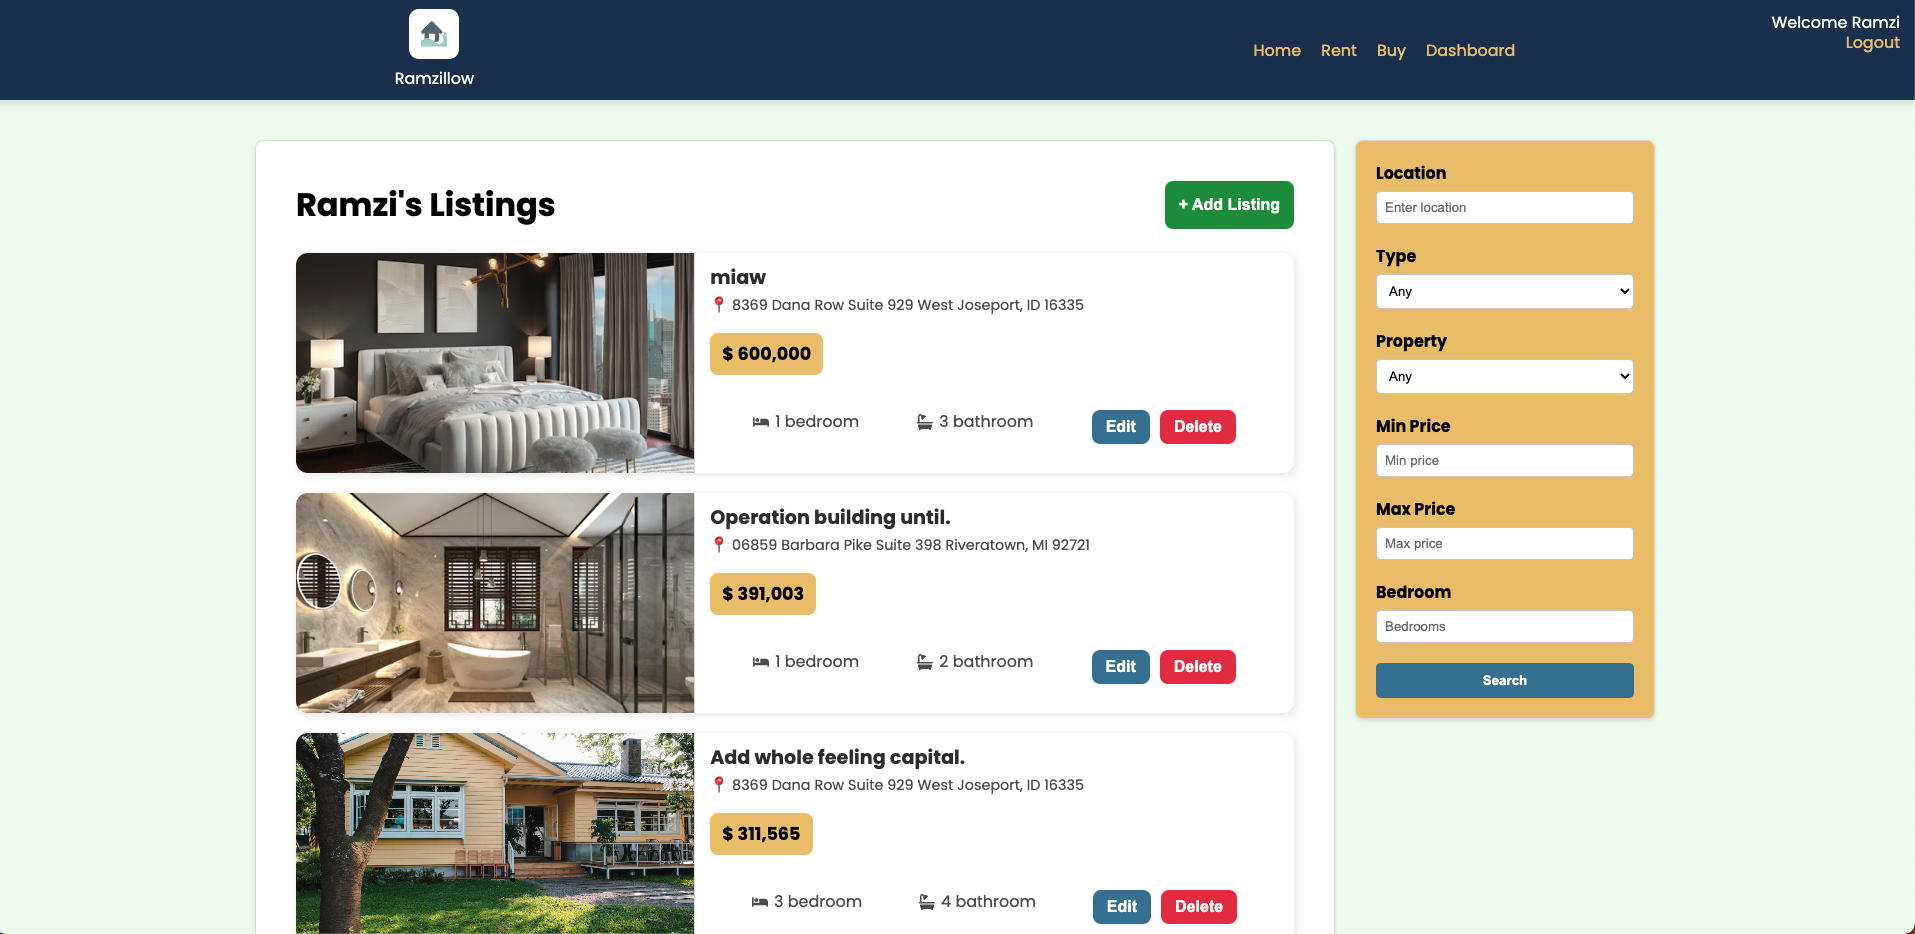 Ramzillow
Home Rent Buy Dashboard
Welcome Ramzi
Logout
Ramzi's Listings
+ Add Listing
miaw
8369 Dana Row Suite 929 West Joseport, ID 16335
$ 600,000
1 bedroom 3 bathroom Edit Delete
Operation building until.
06859 Barbara Pike Suite 398 Riveratown, MI 92721
$ 391,003
1 bedroom 2 bathroom Edit Delete
Add whole feeling capital.
8369 Dana Row Suite 929 West Joseport, ID 16335
$ 311,565
3 bedroom 4 bathroom Edit Delete
Location
Enter location
Type
Any
Property
Any
Min Price
Min price
Max Price
Max price
Bedroom
Bedrooms
Search